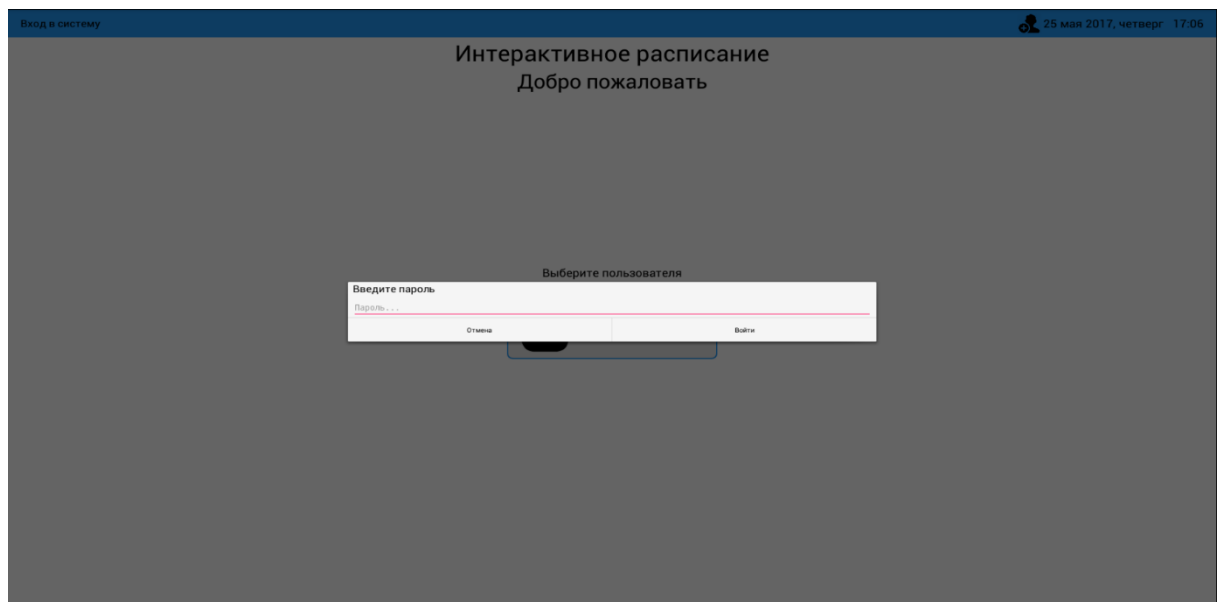 Вход в систему
25 мая 2017, четверг 17:06
Интерактивное расписание
Добро пожаловать
Выберите пользователя
Введите пароль
Пароль...
Отмена
Войти